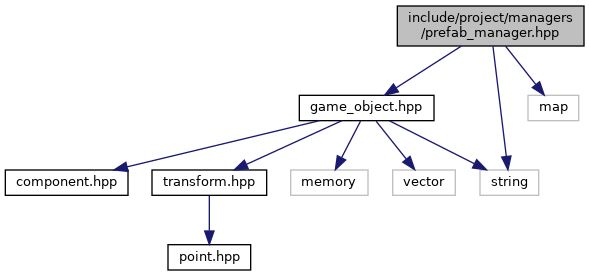 include/project/managers
/prefab_manager.hpp
game_object.hpp
map
component.hpp
transform.hpp
memory
vector
string
point.hpp